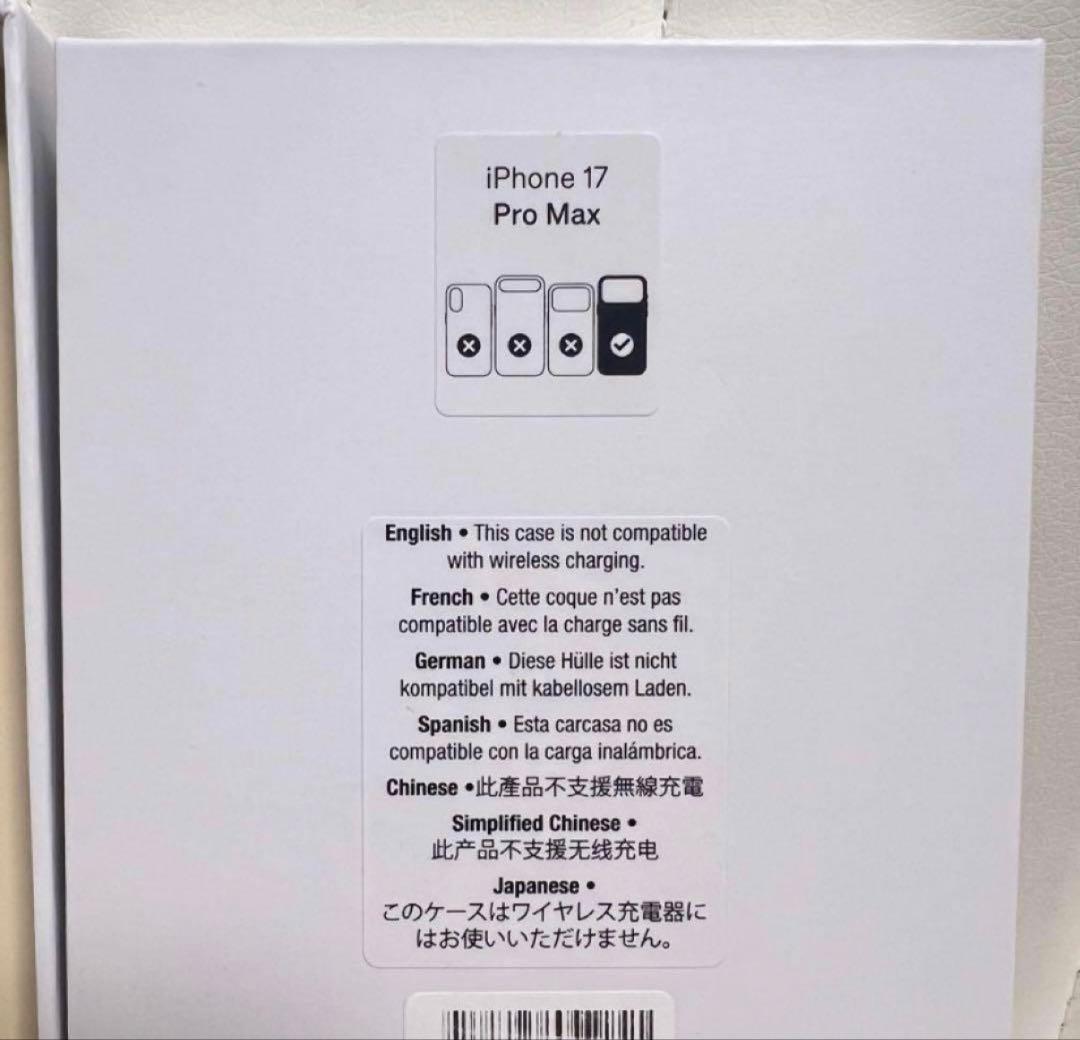 iPhone 17
Pro Max
English • This case is not compatible
with wireless charging.
French • Cette coque n'est pas
compatible avec la charge sans fil.
German • Diese Hülle ist nicht
kompatibel mit kabellosem Laden.
Spanish • Esta carcasa no es
compatible con la carga inalámbrica.
Chinese •此產品不支援無線充電
Simplified Chinese •
此产品不支援无线充电
Japanese •
このケースはワイヤレス充電器に
はお使いいただけません。